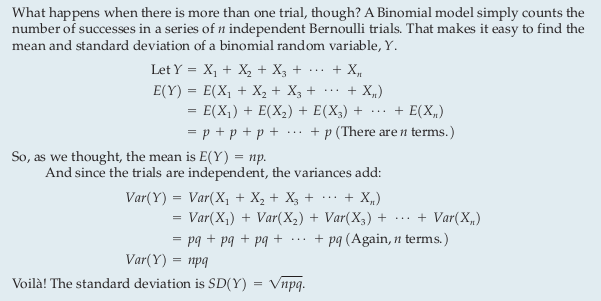 What happens when there is more than one trial, though? A Binomial model simply counts the
number of successes in a series of n independent Bernoulli trials. That makes it easy to find the
mean and standard deviation of a binomial random variable, Y.
Let Y = X₁ + X₂ + X₃ + ⋯ + Xₙ
E(Y) = E(X₁ + X₂ + X₃ + ⋯ + Xₙ)
= E(X₁) + E(X₂) + E(X₃) + ⋯ + E(Xₙ)
= p + p + p + ⋯ + p (There are n terms.)
So, as we thought, the mean is E(Y) = np.
And since the trials are independent, the variances add:
Var(Y) = Var(X₁ + X₂ + X₃ + ⋯ + Xₙ)
= Var(X₁) + Var(X₂) + Var(X₃) + ⋯ + Var(Xₙ)
= pq + pq + pq + ⋯ + pq (Again, n terms.)
Var(Y) = npq
Voilà! The standard deviation is SD(Y) = √npq.